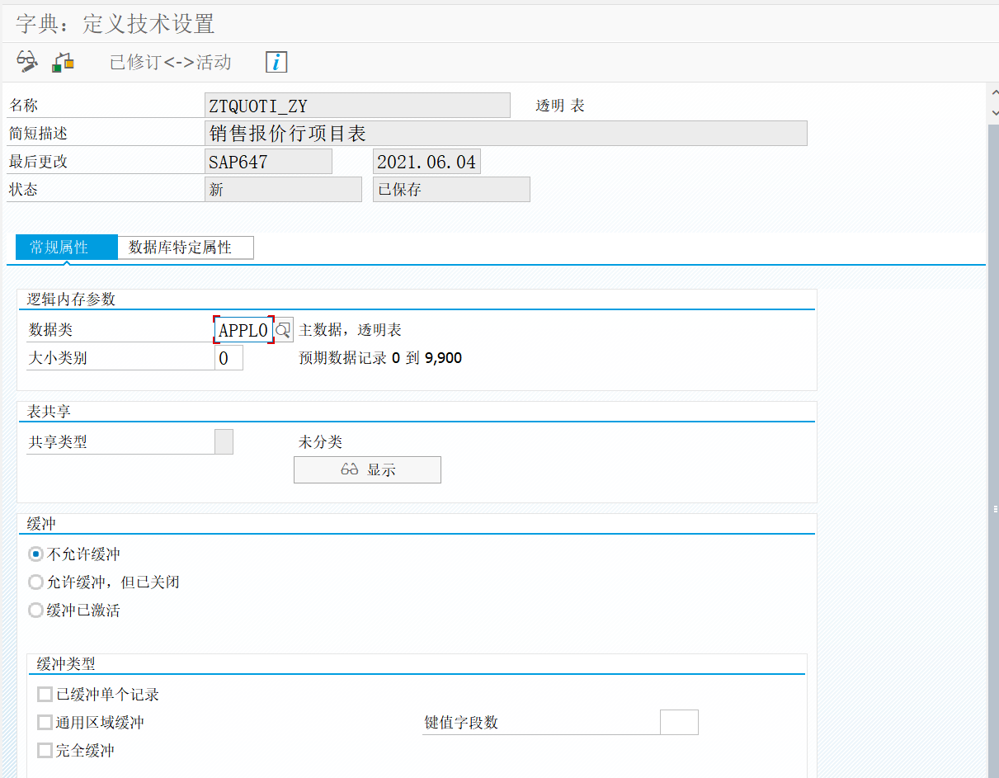 字典：定义技术设置
已修订<->活动
名称 ZTQUOTI_ZY 透明 表
简短描述 销售报价行项目表
最后更改 SAP647 2021.06.04
状态 新 已保存
常规属性 数据库特定属性
逻辑内存参数
数据类 APPL0 主数据，透明表
大小类别 0 预期数据记录 0 到 9,900
表共享
共享类型 未分类
显示
缓冲
不允许缓冲
允许缓冲，但已关闭
缓冲已激活
缓冲类型
已缓冲单个记录
通用区域缓冲 键值字段数
完全缓冲